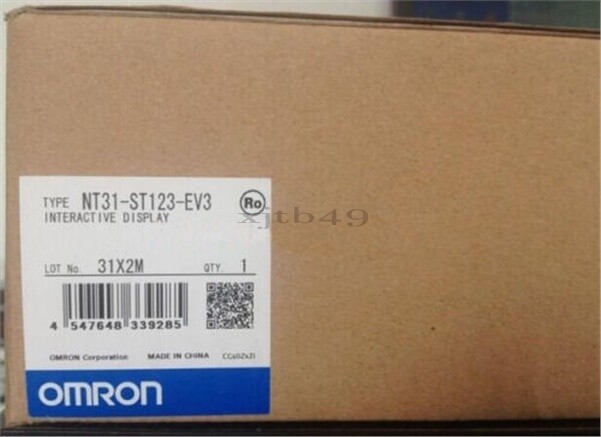 TYPE NT31-ST123-EV3 Ro
INTERACTIVE DISPLAY
xjtb49
LOT No. 31X2M QTY. 1
4 547648 339285
OMRON Corporation MADE IN CHINA
OMRON